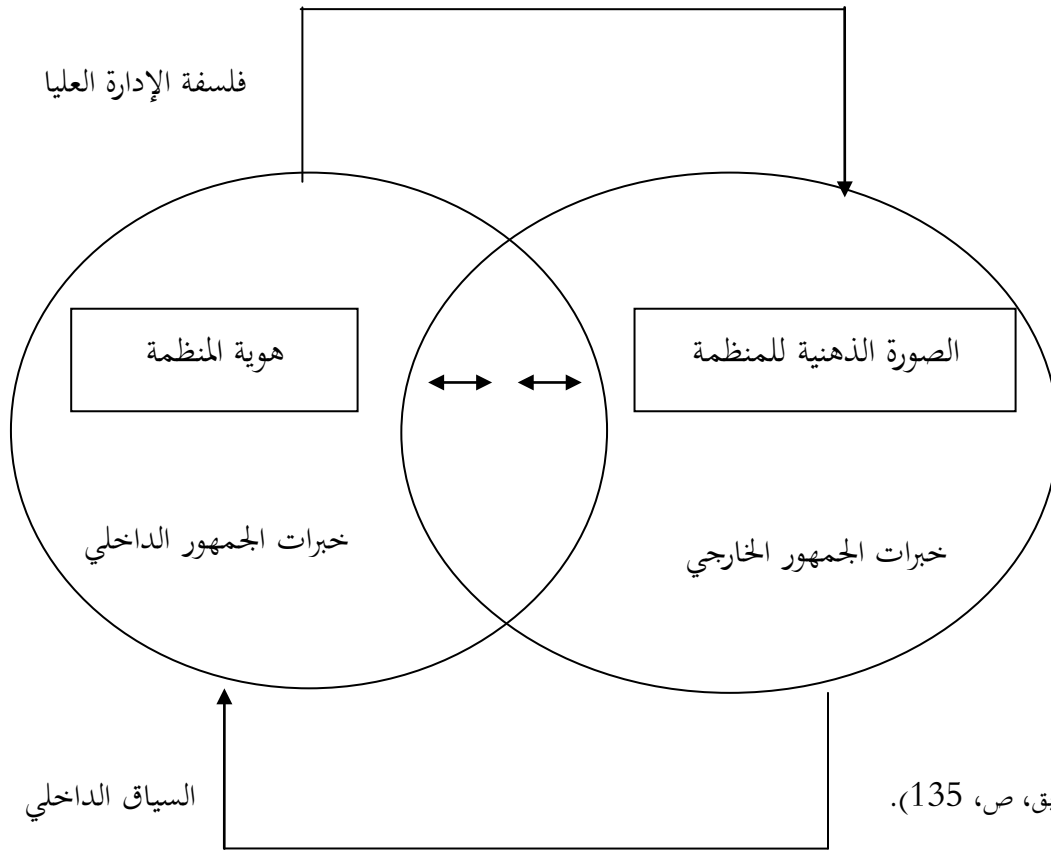 فلسفة الإدارة العليا
الصورة الذهنية للمنظمة
هوية المنظمة
خبرات الجمهور الخارجي
خبرات الجمهور الداخلي
ص، 135).
السياق الداخلي